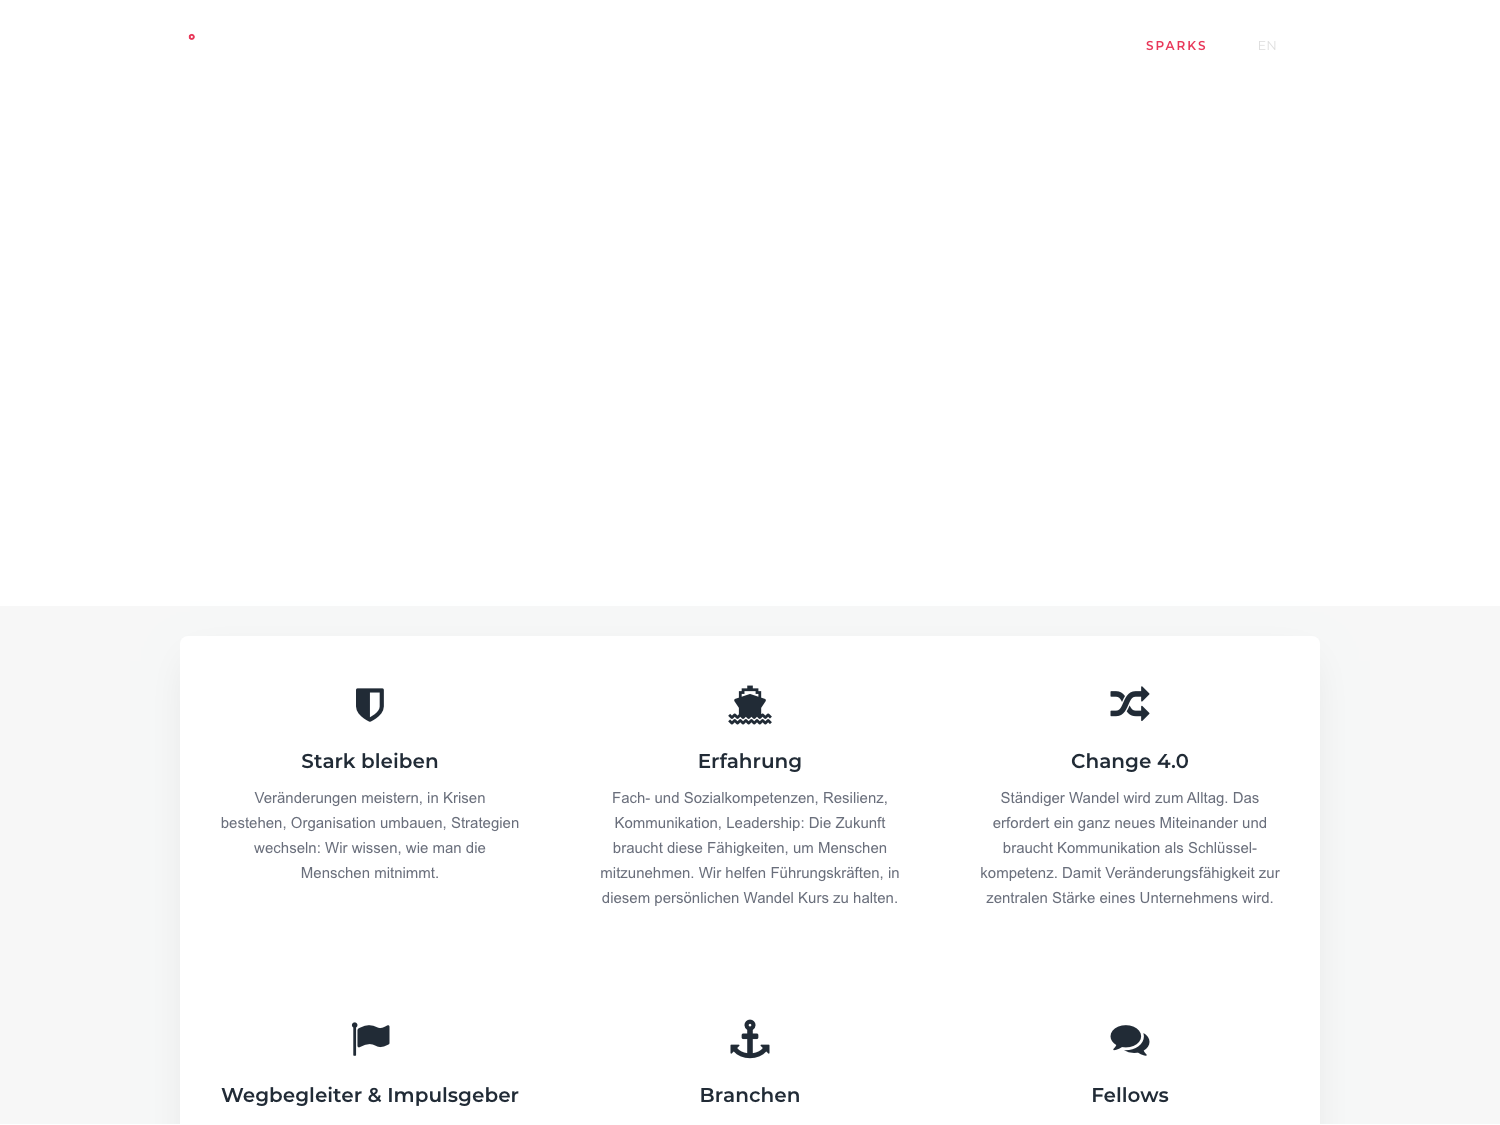 SPARKS
EN
Stark bleiben
Veränderungen meistern, in Krisen
bestehen, Organisation umbauen, Strategien
wechseln: Wir wissen, wie man die
Menschen mitnimmt.
Erfahrung
Fach- und Sozialkompetenzen, Resilienz,
Kommunikation, Leadership: Die Zukunft
braucht diese Fähigkeiten, um Menschen
mitzunehmen. Wir helfen Führungskräften, in
diesem persönlichen Wandel Kurs zu halten.
Change 4.0
Ständiger Wandel wird zum Alltag. Das
erfordert ein ganz neues Miteinander und
braucht Kommunikation als Schlüssel-
kompetenz. Damit Veränderungsfähigkeit zur
zentralen Stärke eines Unternehmens wird.
Wegbegleiter & Impulsgeber
Branchen
Fellows